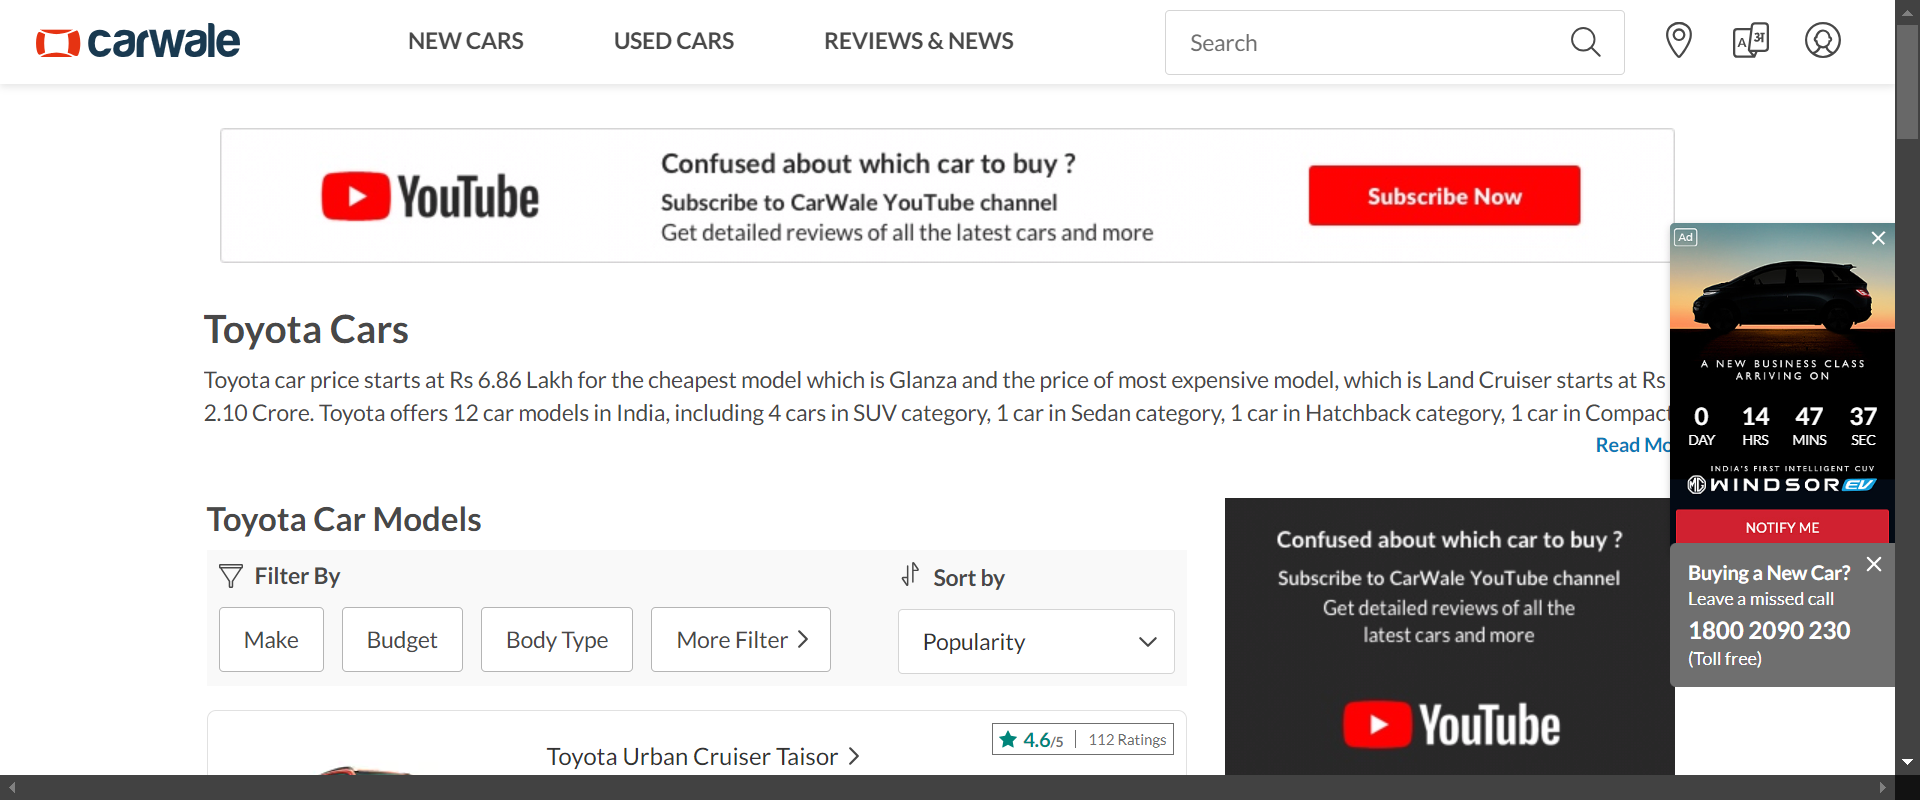 carwale
NEW CARS
USED CARS
REVIEWS & NEWS
Search
A अ
YouTube
Confused about which car to buy ?
Subscribe to CarWale YouTube channel
Get detailed reviews of all the latest cars and more
Subscribe Now
Toyota Cars
Toyota car price starts at Rs 6.86 Lakh for the cheapest model which is Glanza and the price of most expensive model, which is Land Cruiser starts at Rs
2.10 Crore. Toyota offers 12 car models in India, including 4 cars in SUV category, 1 car in Sedan category, 1 car in Hatchback category, 1 car in Compact
Read Mo
Ad
A NEW BUSINESS CLASS
ARRIVING ON
0 14 47 37
DAY HRS MINS SEC
INDIA'S FIRST INTELLIGENT CUV
MG WINDSOR EV
NOTIFY ME
Buying a New Car?
Leave a missed call
1800 2090 230
(Toll free)
Toyota Car Models
Filter By
Make
Budget
Body Type
More Filter
Sort by
Popularity
Toyota Urban Cruiser Taisor
4.6/5 | 112 Ratings
Confused about which car to buy ?
Subscribe to CarWale YouTube channel
Get detailed reviews of all the
latest cars and more
YouTube